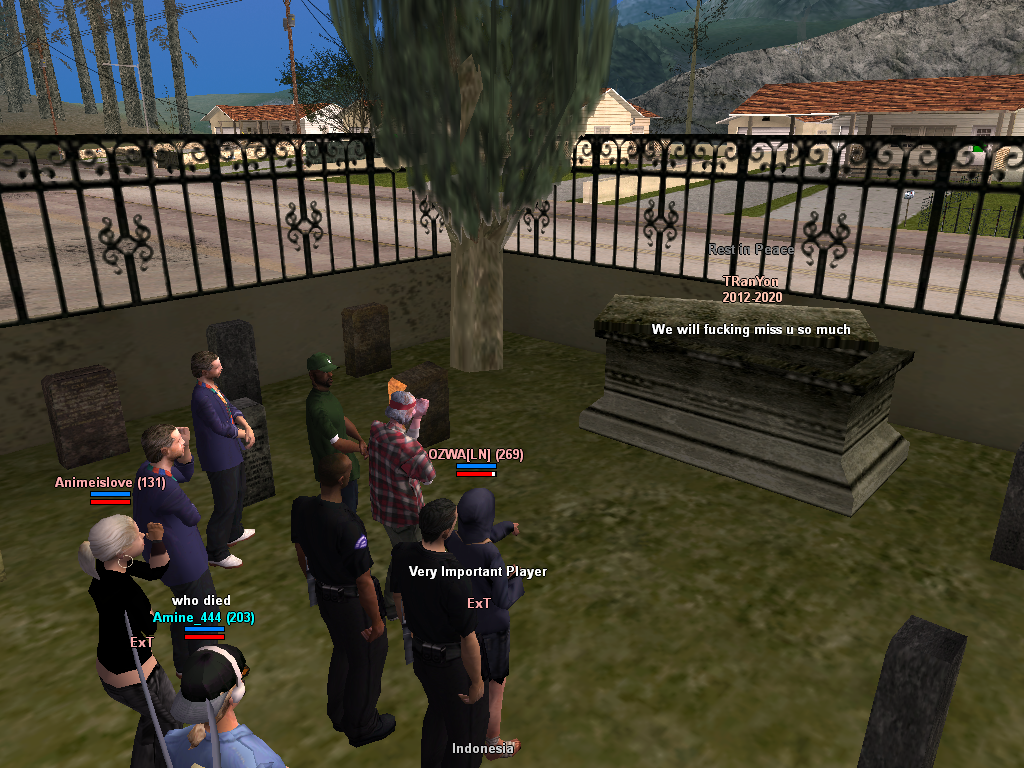 Rest in Peace
TRanYon
2012-2020
We will fucking miss u so much
OZWA[LN] (269)
Animeislove (131)
Very Important Player
who died
ExT
Amine_444 (203)
ExT
Indonesia